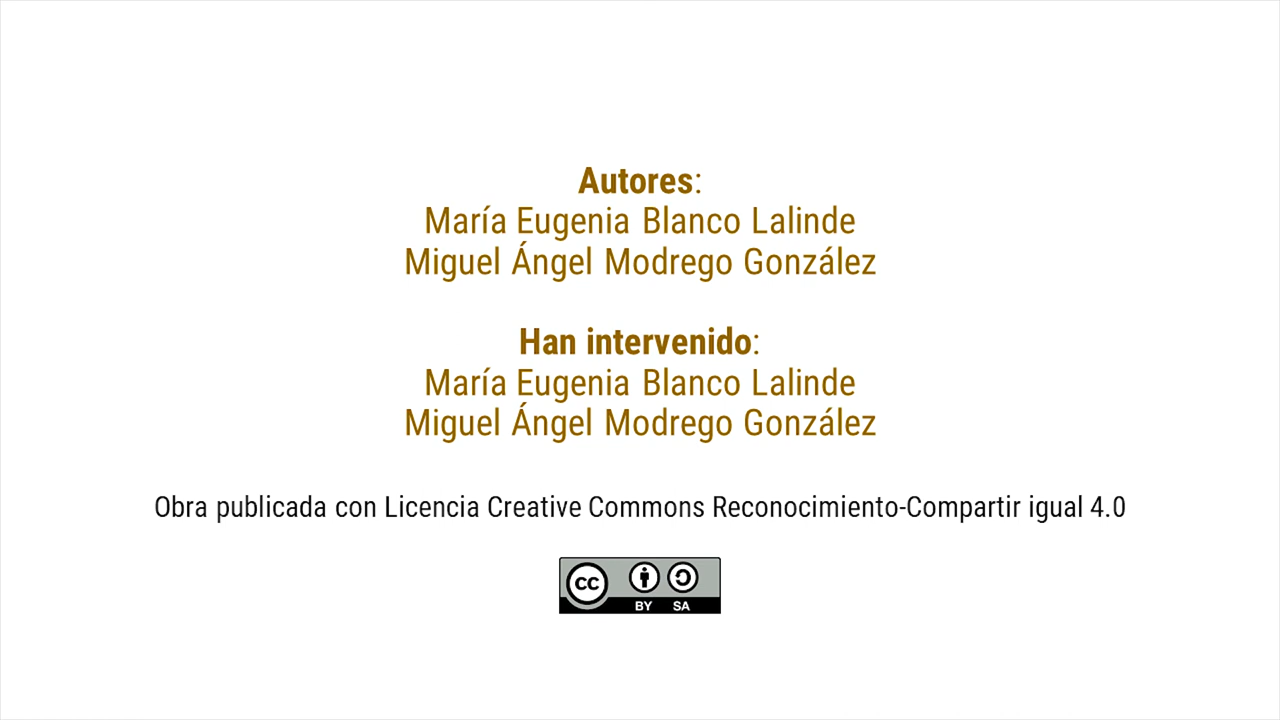 Autores:
María Eugenia Blanco Lalinde
Miguel Ángel Modrego González
Han intervenido:
María Eugenia Blanco Lalinde
Miguel Ángel Modrego González
Obra publicada con Licencia Creative Commons Reconocimiento-Compartir igual 4.0
cc
BY SA